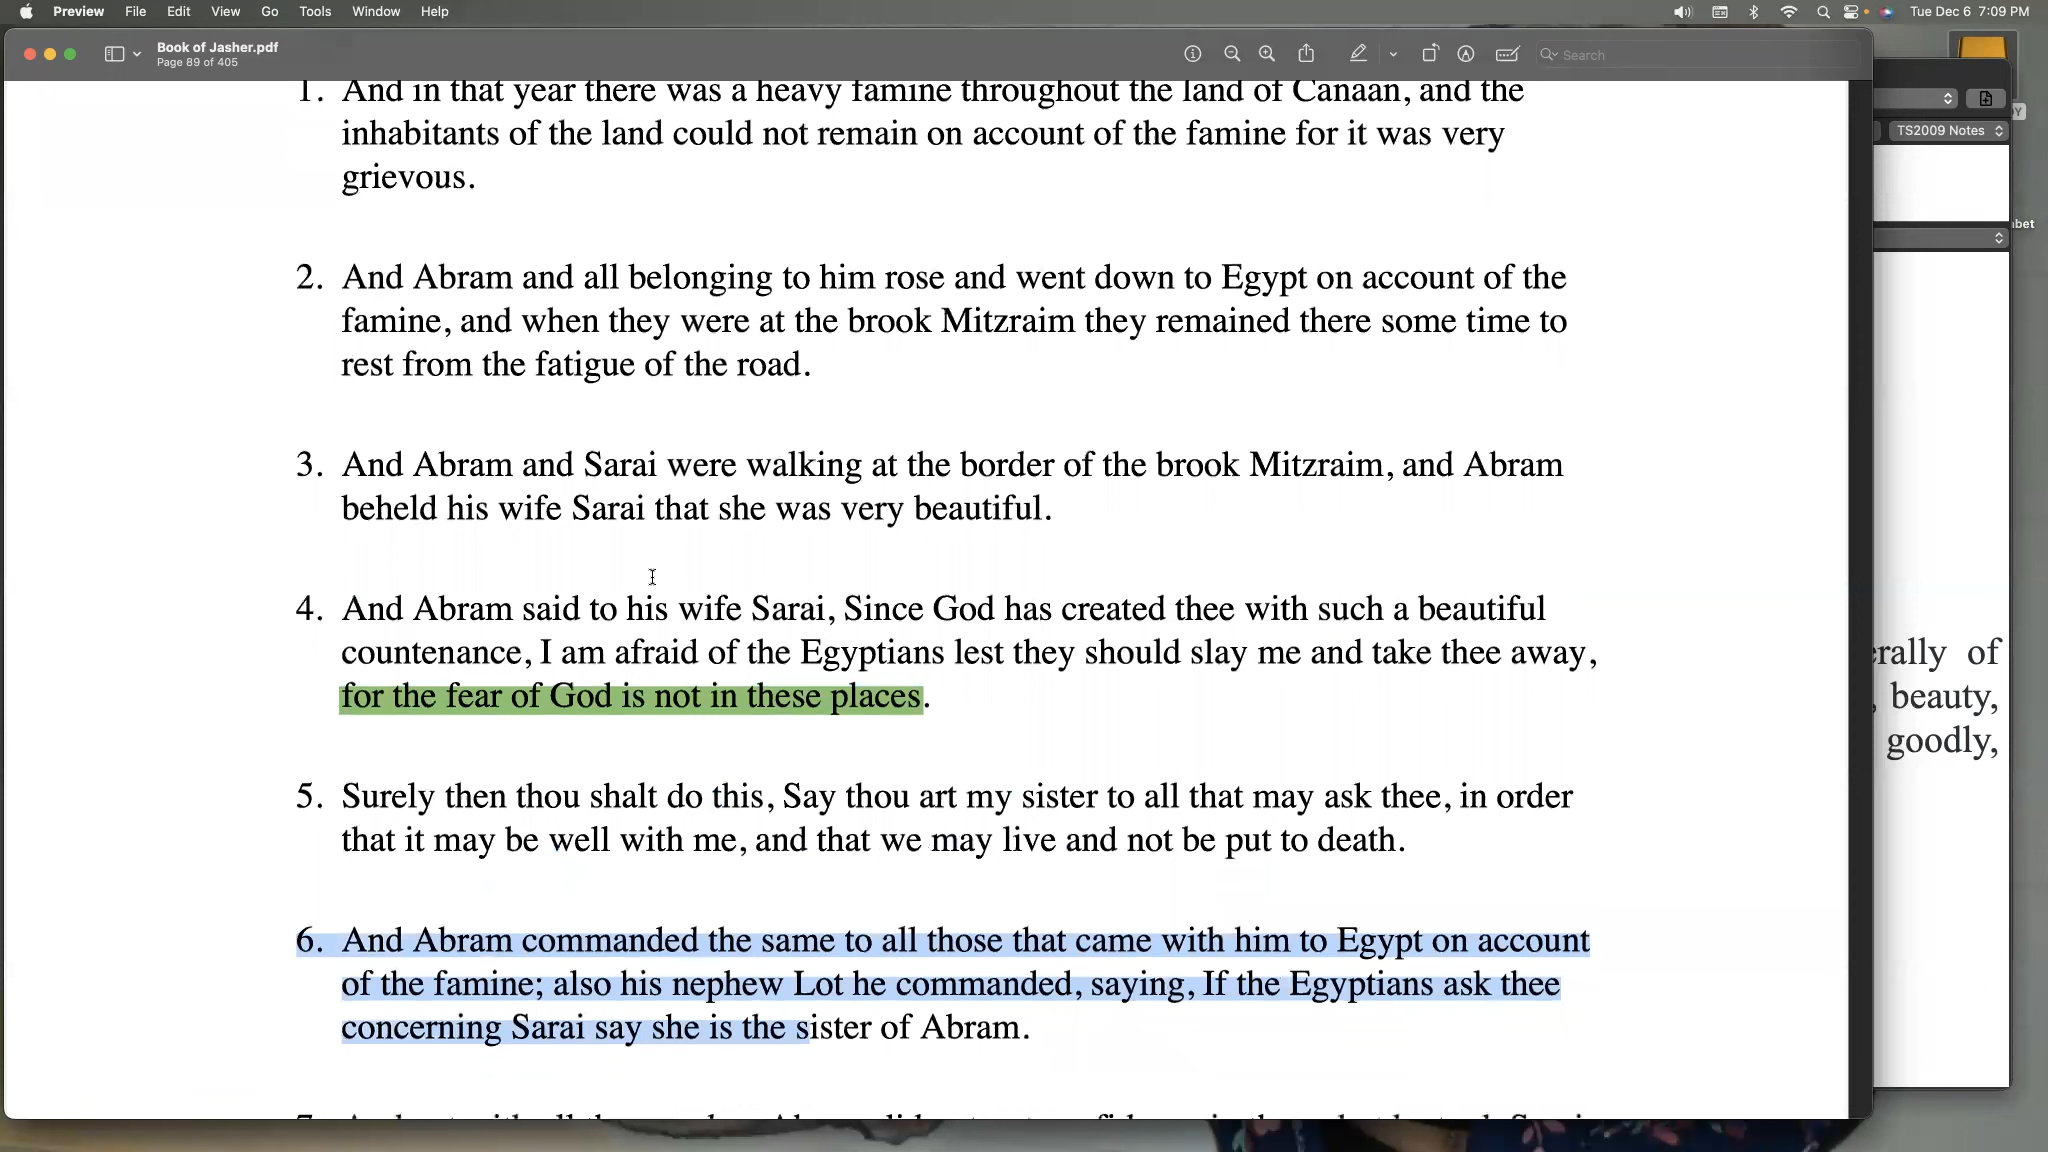 Preview File Edit View Go Tools Window Help Tue Dec 6 7:09 PM
Book of Jasher.pdf
Page 89 of 405
Search
TS2009 Notes
1. And in that year there was a heavy famine throughout the land of Canaan, and the
inhabitants of the land could not remain on account of the famine for it was very
grievous.
2. And Abram and all belonging to him rose and went down to Egypt on account of the
famine, and when they were at the brook Mitzraim they remained there some time to
rest from the fatigue of the road.
3. And Abram and Sarai were walking at the border of the brook Mitzraim, and Abram
beheld his wife Sarai that she was very beautiful.
4. And Abram said to his wife Sarai, Since God has created thee with such a beautiful
countenance, I am afraid of the Egyptians lest they should slay me and take thee away,
for the fear of God is not in these places.
5. Surely then thou shalt do this, Say thou art my sister to all that may ask thee, in order
that it may be well with me, and that we may live and not be put to death.
6. And Abram commanded the same to all those that came with him to Egypt on account
of the famine; also his nephew Lot he commanded, saying, If the Egyptians ask thee
concerning Sarai say she is the sister of Abram.
of
beauty,
goodly,